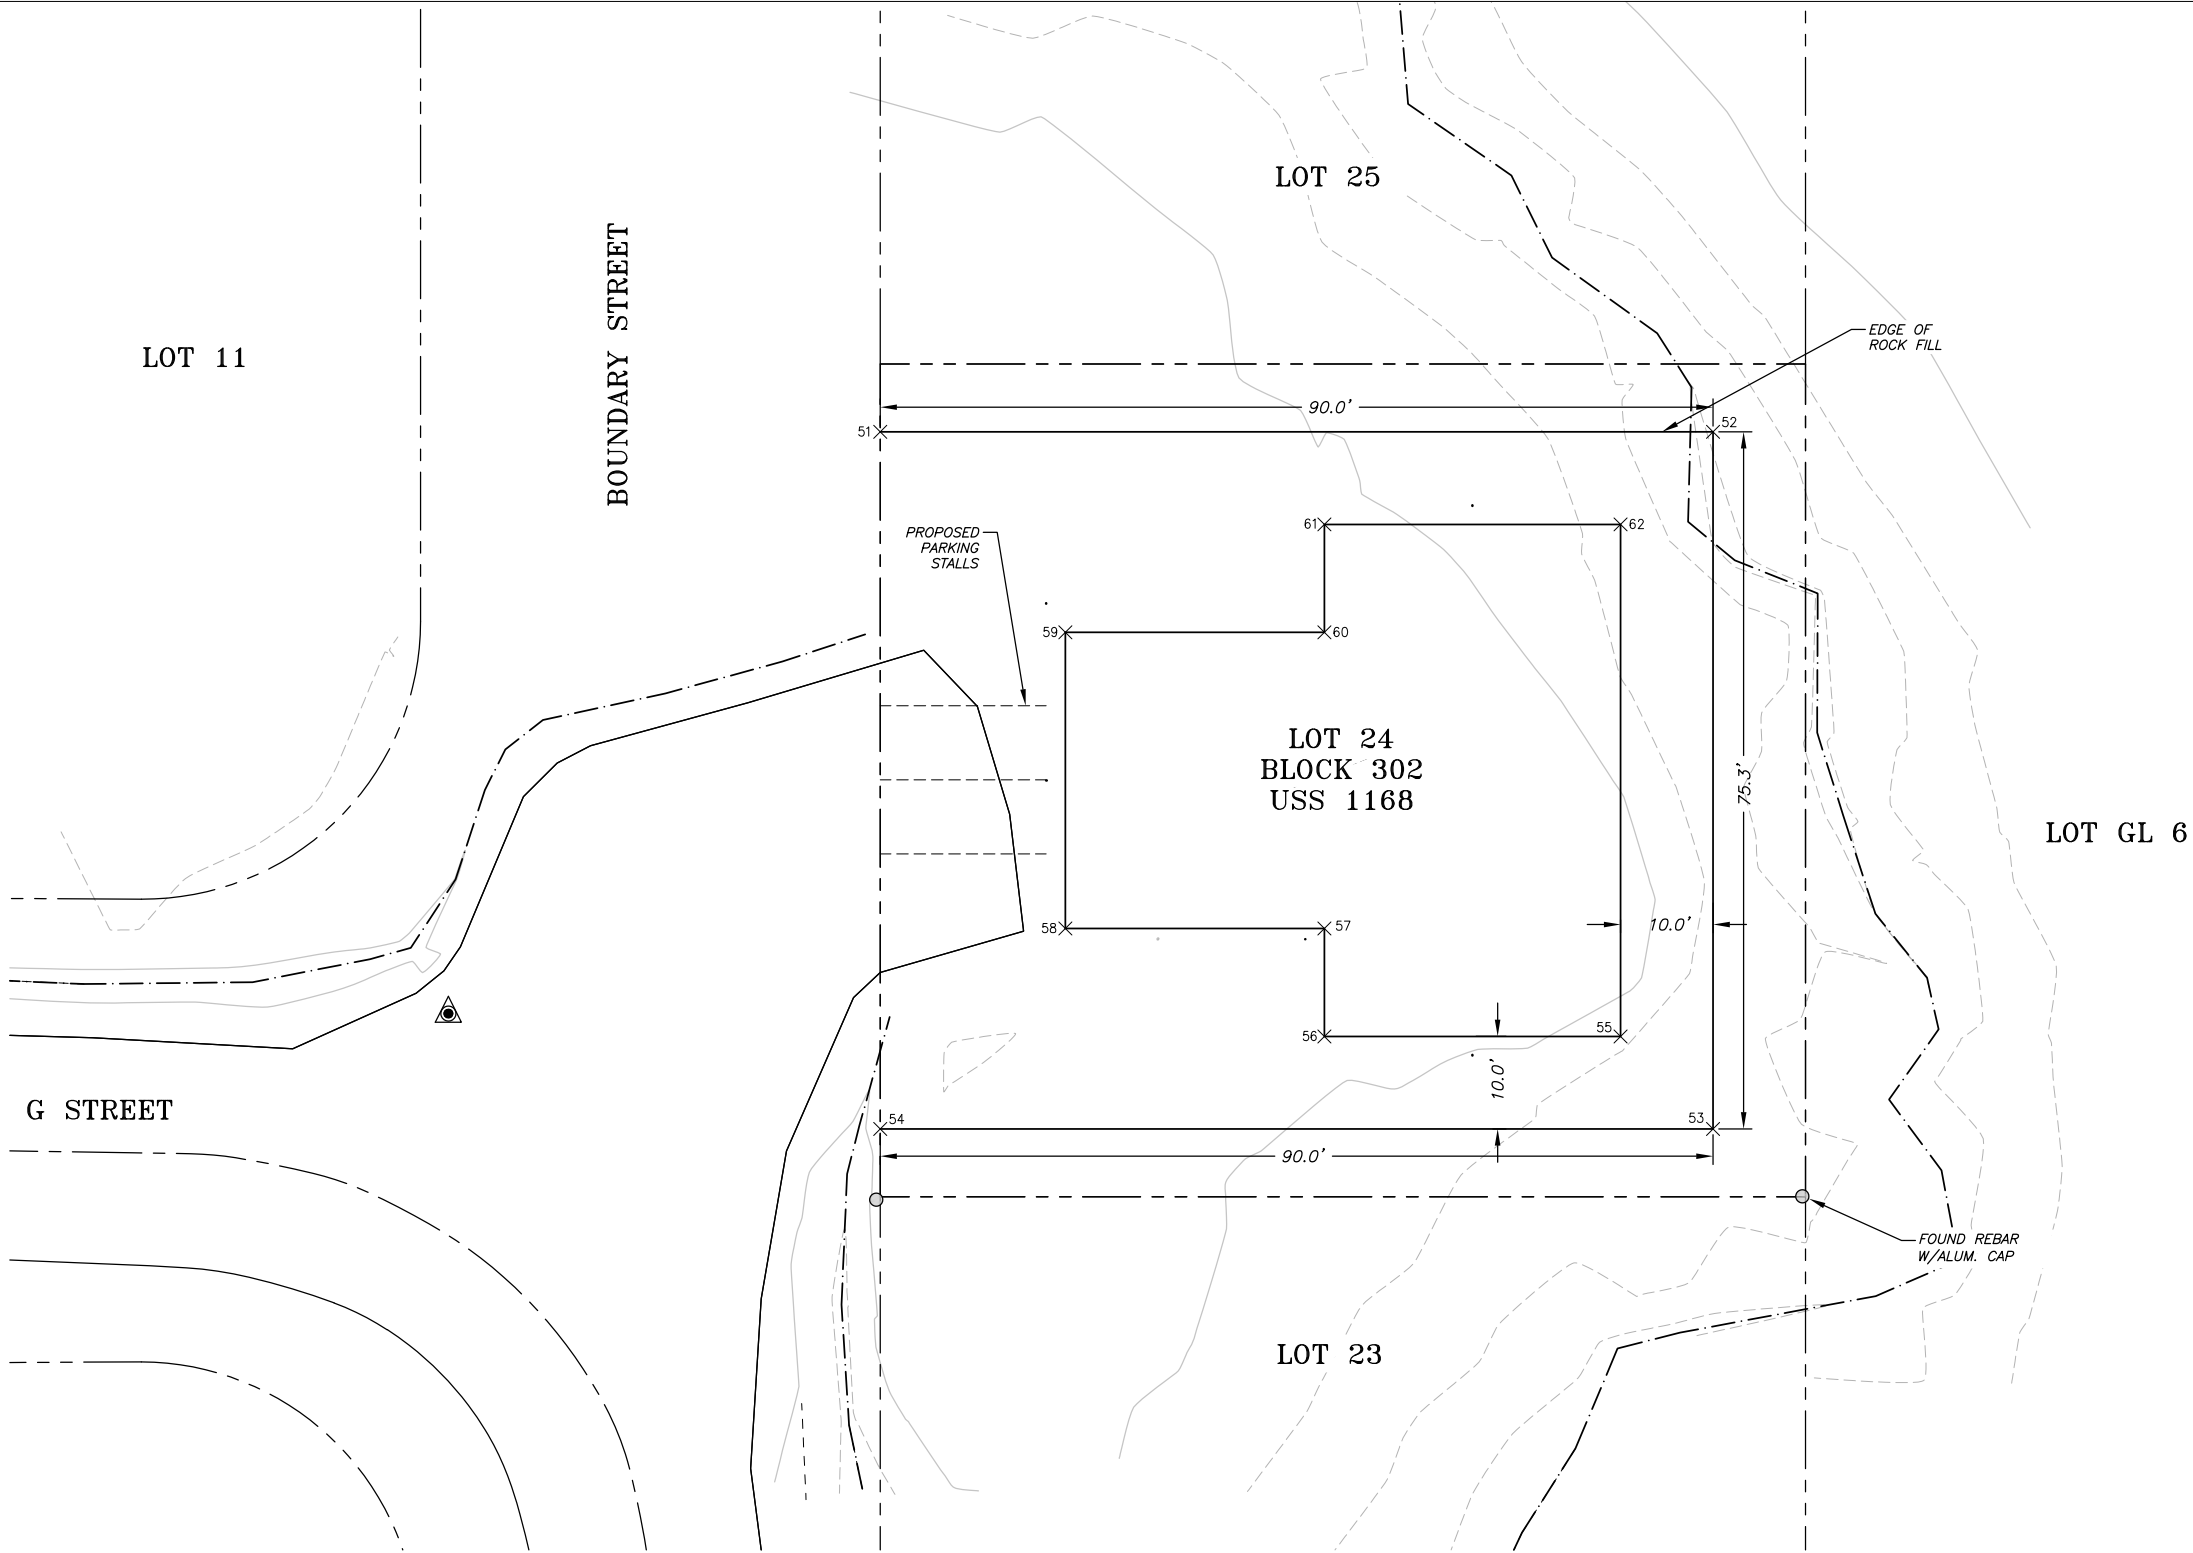 LOT 25
BOUNDARY STREET
EDGE OF
ROCK FILL
LOT 11
90.0'
51
52
61
62
PROPOSED
PARKING
STALLS
59
60
LOT 24
BLOCK 302
USS 1168
75.3'
LOT GL 6
58
57
10.0'
56
55
10.0'
G STREET
54
53
90.0'
FOUND REBAR
W/ALUM. CAP
LOT 23